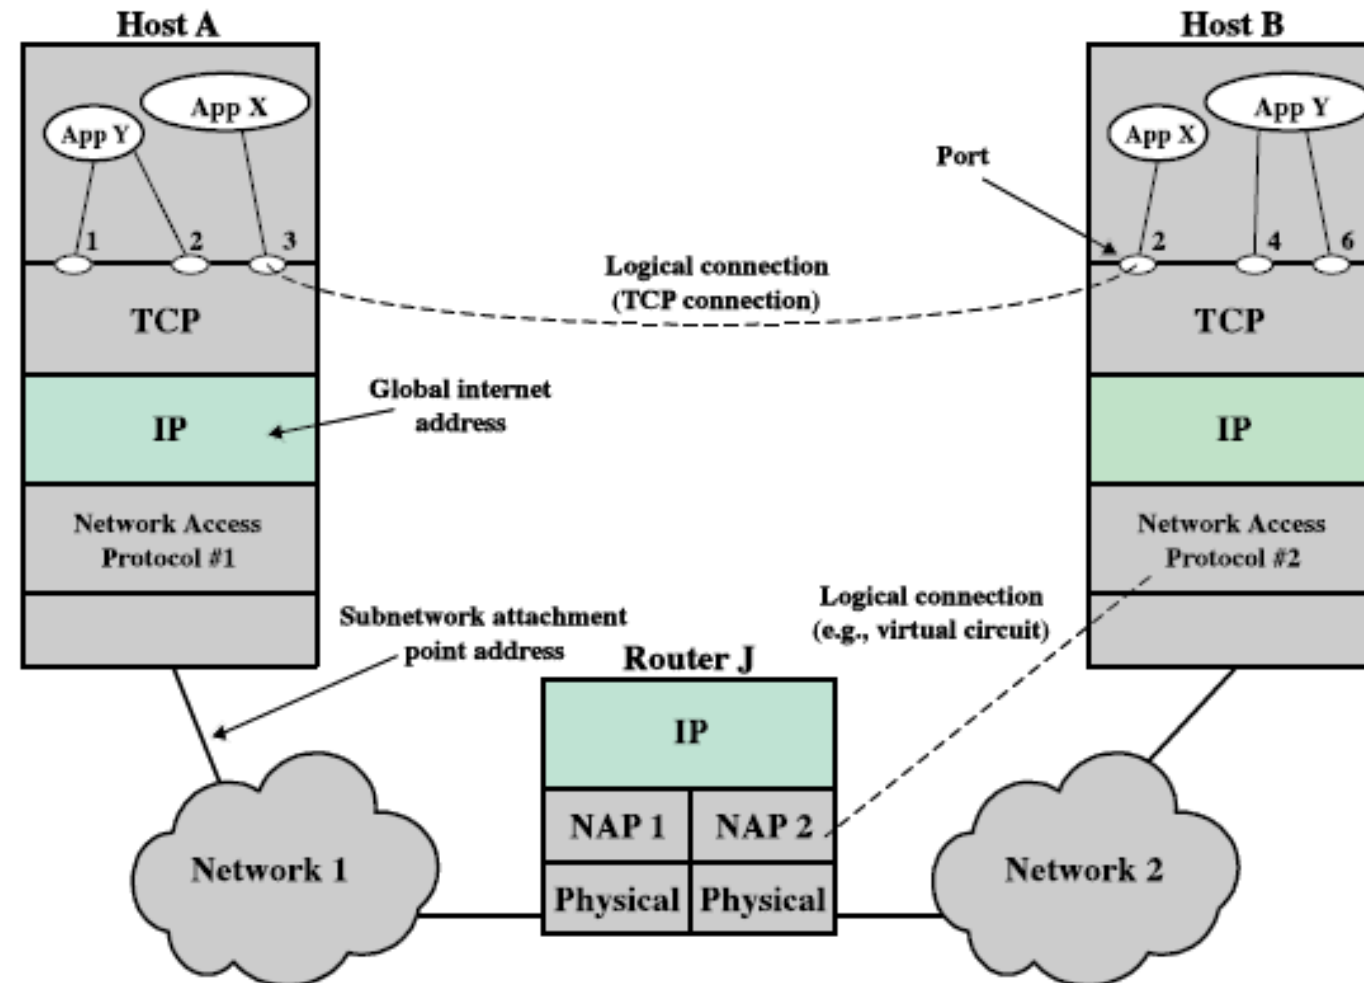 Host A
Host B
App Y
App X
App X
App Y
Port
1
2
3
2
4
6
Logical connection
(TCP connection)
TCP
TCP
Global internet
address
IP
IP
Network Access
Protocol #1
Network Access
Protocol #2
Subnetwork attachment
point address
Logical connection
(e.g., virtual circuit)
Router J
IP
NAP 1
NAP 2
Physical
Physical
Network 1
Network 2